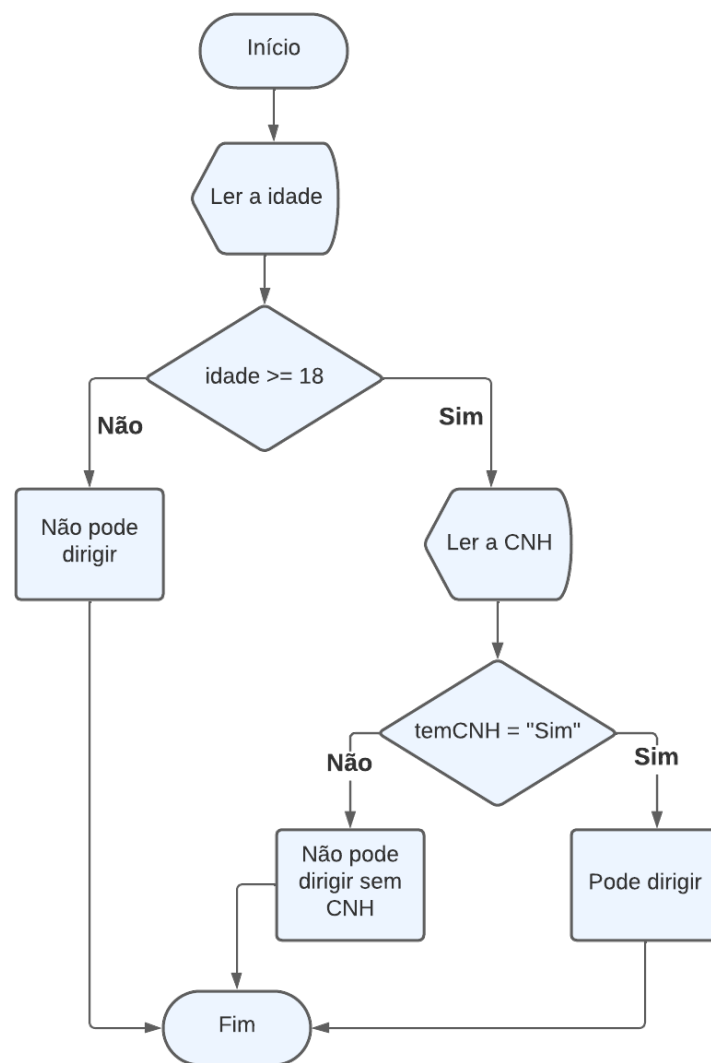 Início
Ler a idade
idade >= 18
Não
Sim
Não pode
dirigir
Ler a CNH
temCNH = "Sim"
Não
Sim
Não pode
dirigir sem
CNH
Pode dirigir
Fim